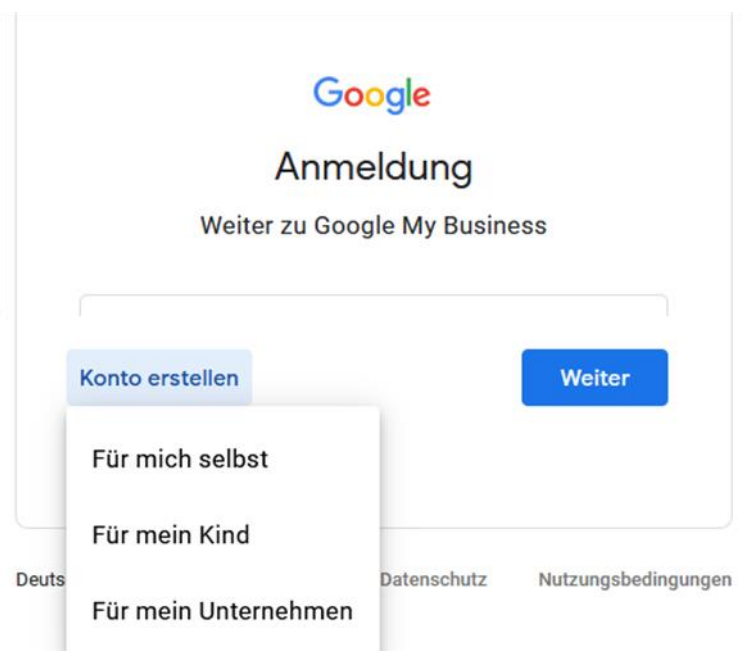 Google
Anmeldung
Weiter zu Google My Business
Konto erstellen Weiter
Für mich selbst
Für mein Kind
Datenschutz Nutzungsbedingungen
Für mein Unternehmen